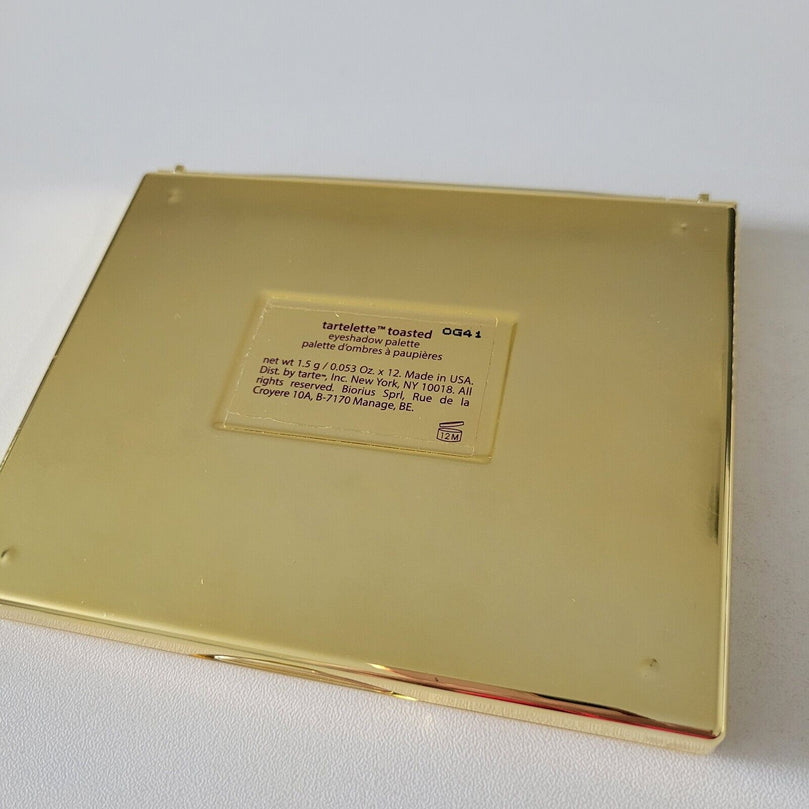 tartelette™ toasted OG41
eyeshadow palette
palette d'ombres à paupières
net wt 1.5 g / 0.053 Oz. x 12. Made in USA.
Dist. by tarte™, Inc. New York, NY 10018. All
rights reserved. Biorius Sprl, Rue de la
Croyere 10A, B-7170 Manage, BE.
12M